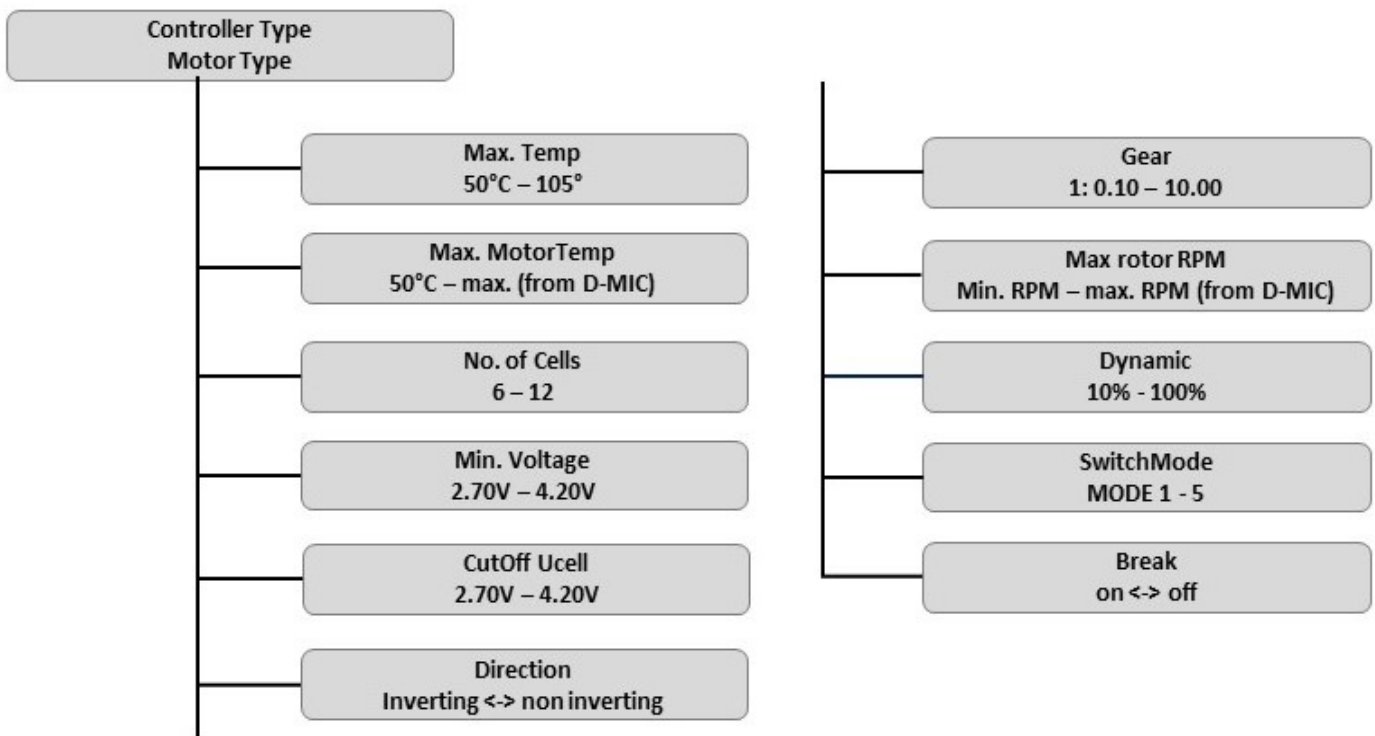 Controller Type
Motor Type
Max. Temp
50°C – 105°
Max. MotorTemp
50°C – max. (from D-MIC)
No. of Cells
6 – 12
Min. Voltage
2.70V – 4.20V
CutOff Ucell
2.70V – 4.20V
Direction
Inverting <-> non inverting
Gear
1: 0.10 – 10.00
Max rotor RPM
Min. RPM – max. RPM (from D-MIC)
Dynamic
10% - 100%
SwitchMode
MODE 1 - 5
Break
on <-> off